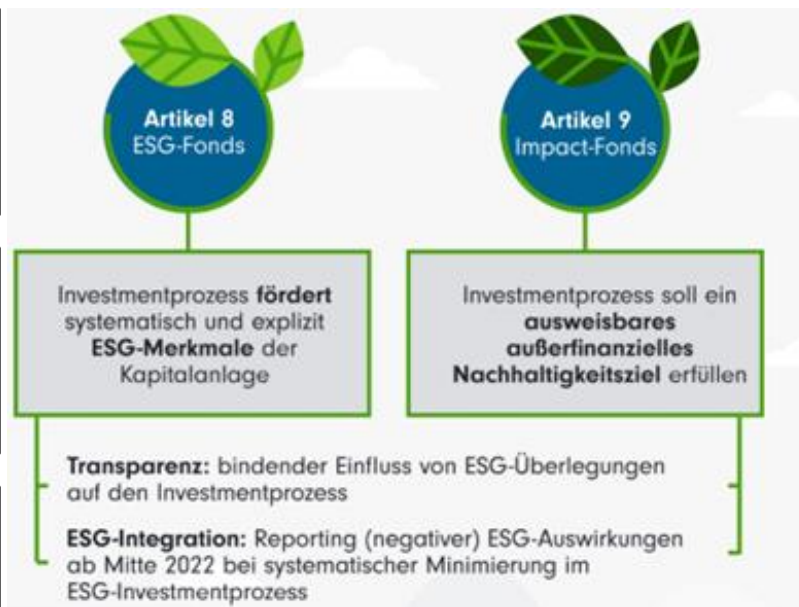 Artikel 8
ESG-Fonds
Artikel 9
Impact-Fonds
Investmentprozess fördert
systematisch und explizit
ESG-Merkmale der
Kapitalanlage
Investmentprozess soll ein
ausweisbares
außerfinanzielles
Nachhaltigkeitsziel erfüllen
Transparenz: bindender Einfluss von ESG-Überlegungen
auf den Investmentprozess
ESG-Integration: Reporting (negativer) ESG-Auswirkungen
ab Mitte 2022 bei systematischer Minimierung im
ESG-Investmentprozess